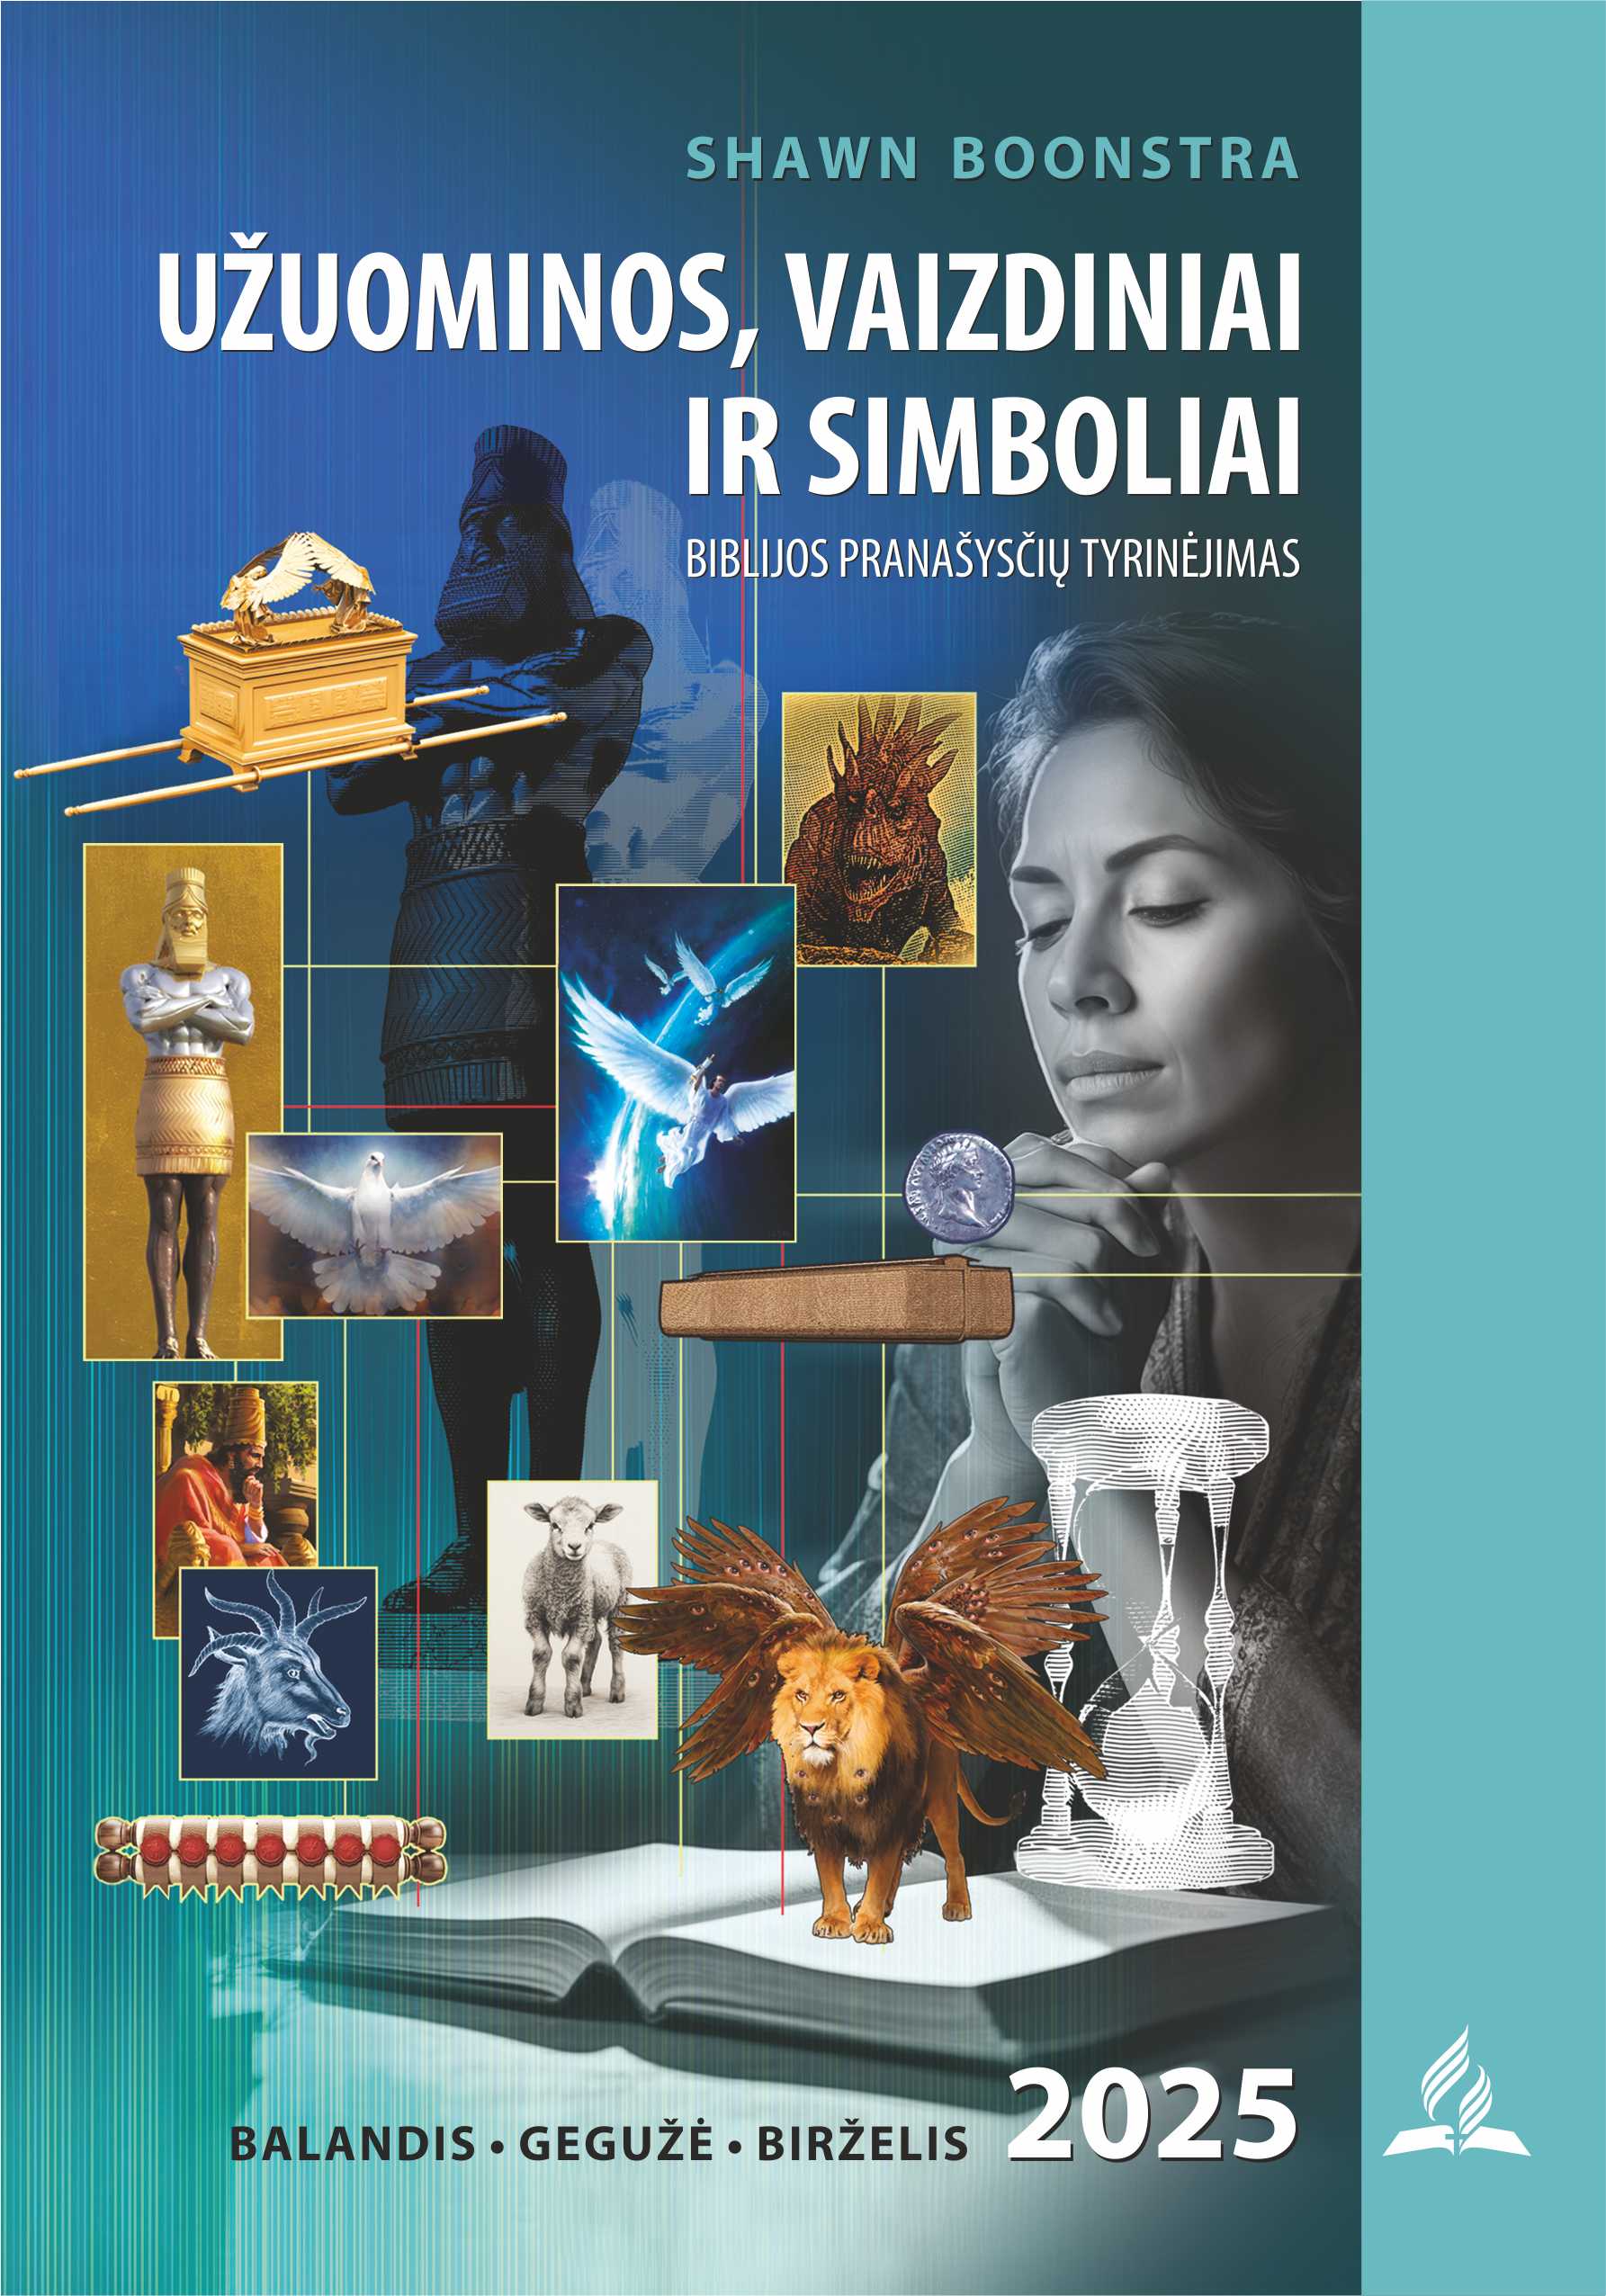 SHAWN BOONSTRA
UŽUOMINOS, VAIZDINIAI
IR SIMBOLIAI
BIBLIJOS PRANAŠYSČIŲ TYRINĖJIMAS
BALANDIS • GEGUŽĖ • BIRŽELIS 2025